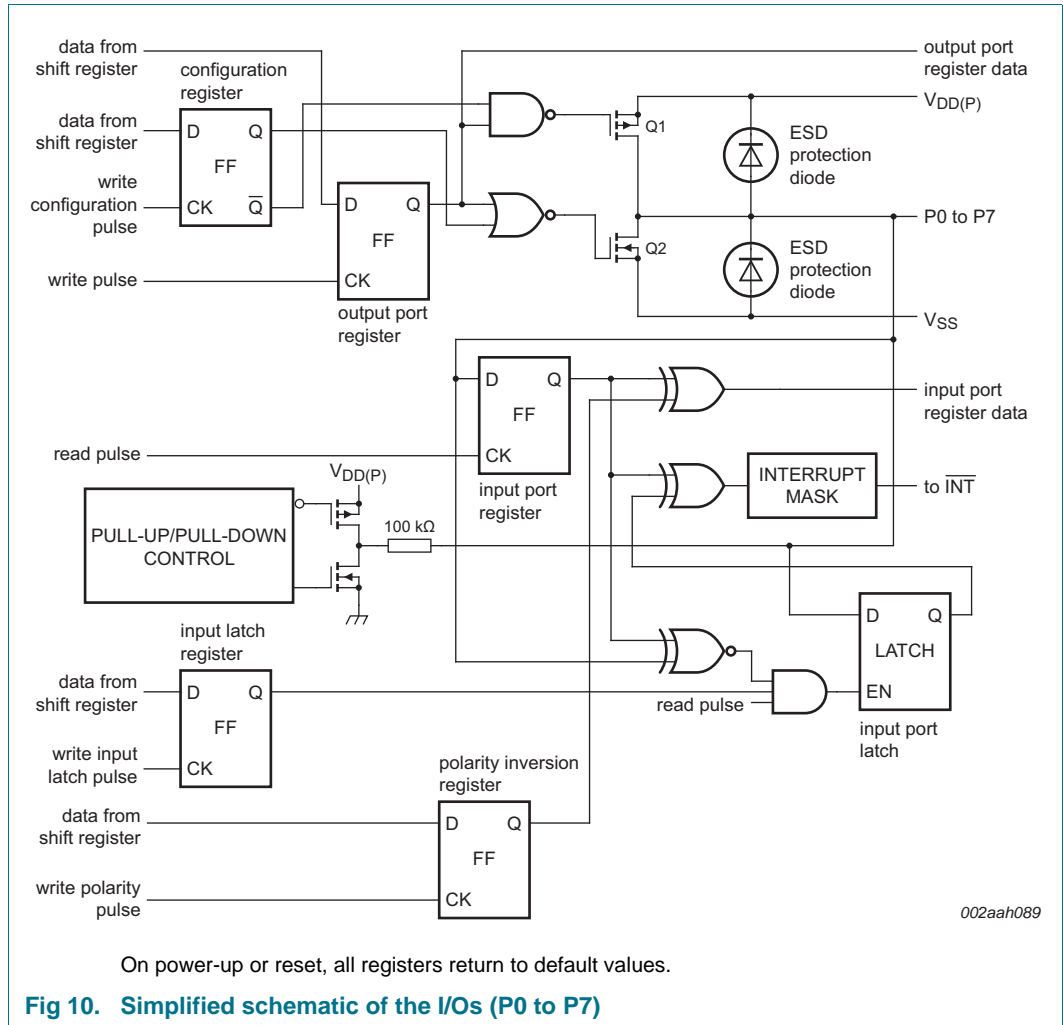 data from
shift register
configuration
register
data from
shift register
D
Q
FF
write
configuration
pulse
CK
Q
D
Q
FF
CK
write pulse
output port
register
Q1
Q2
ESD
protection
diode
ESD
protection
diode
output port
register data
VDD(P)
P0 to P7
VSS
D
Q
FF
CK
read pulse
input port
register
input port
register data
INTERRUPT
MASK
to INT
VDD(P)
PULL-UP/PULL-DOWN
CONTROL
100 kΩ
D
Q
LATCH
EN
input port
latch
read pulse
input latch
register
data from
shift register
D
Q
FF
write input
latch pulse
CK
polarity inversion
register
data from
shift register
D
Q
FF
write polarity
pulse
CK
002aah089
On power-up or reset, all registers return to default values.
Fig 10. Simplified schematic of the I/Os (P0 to P7)